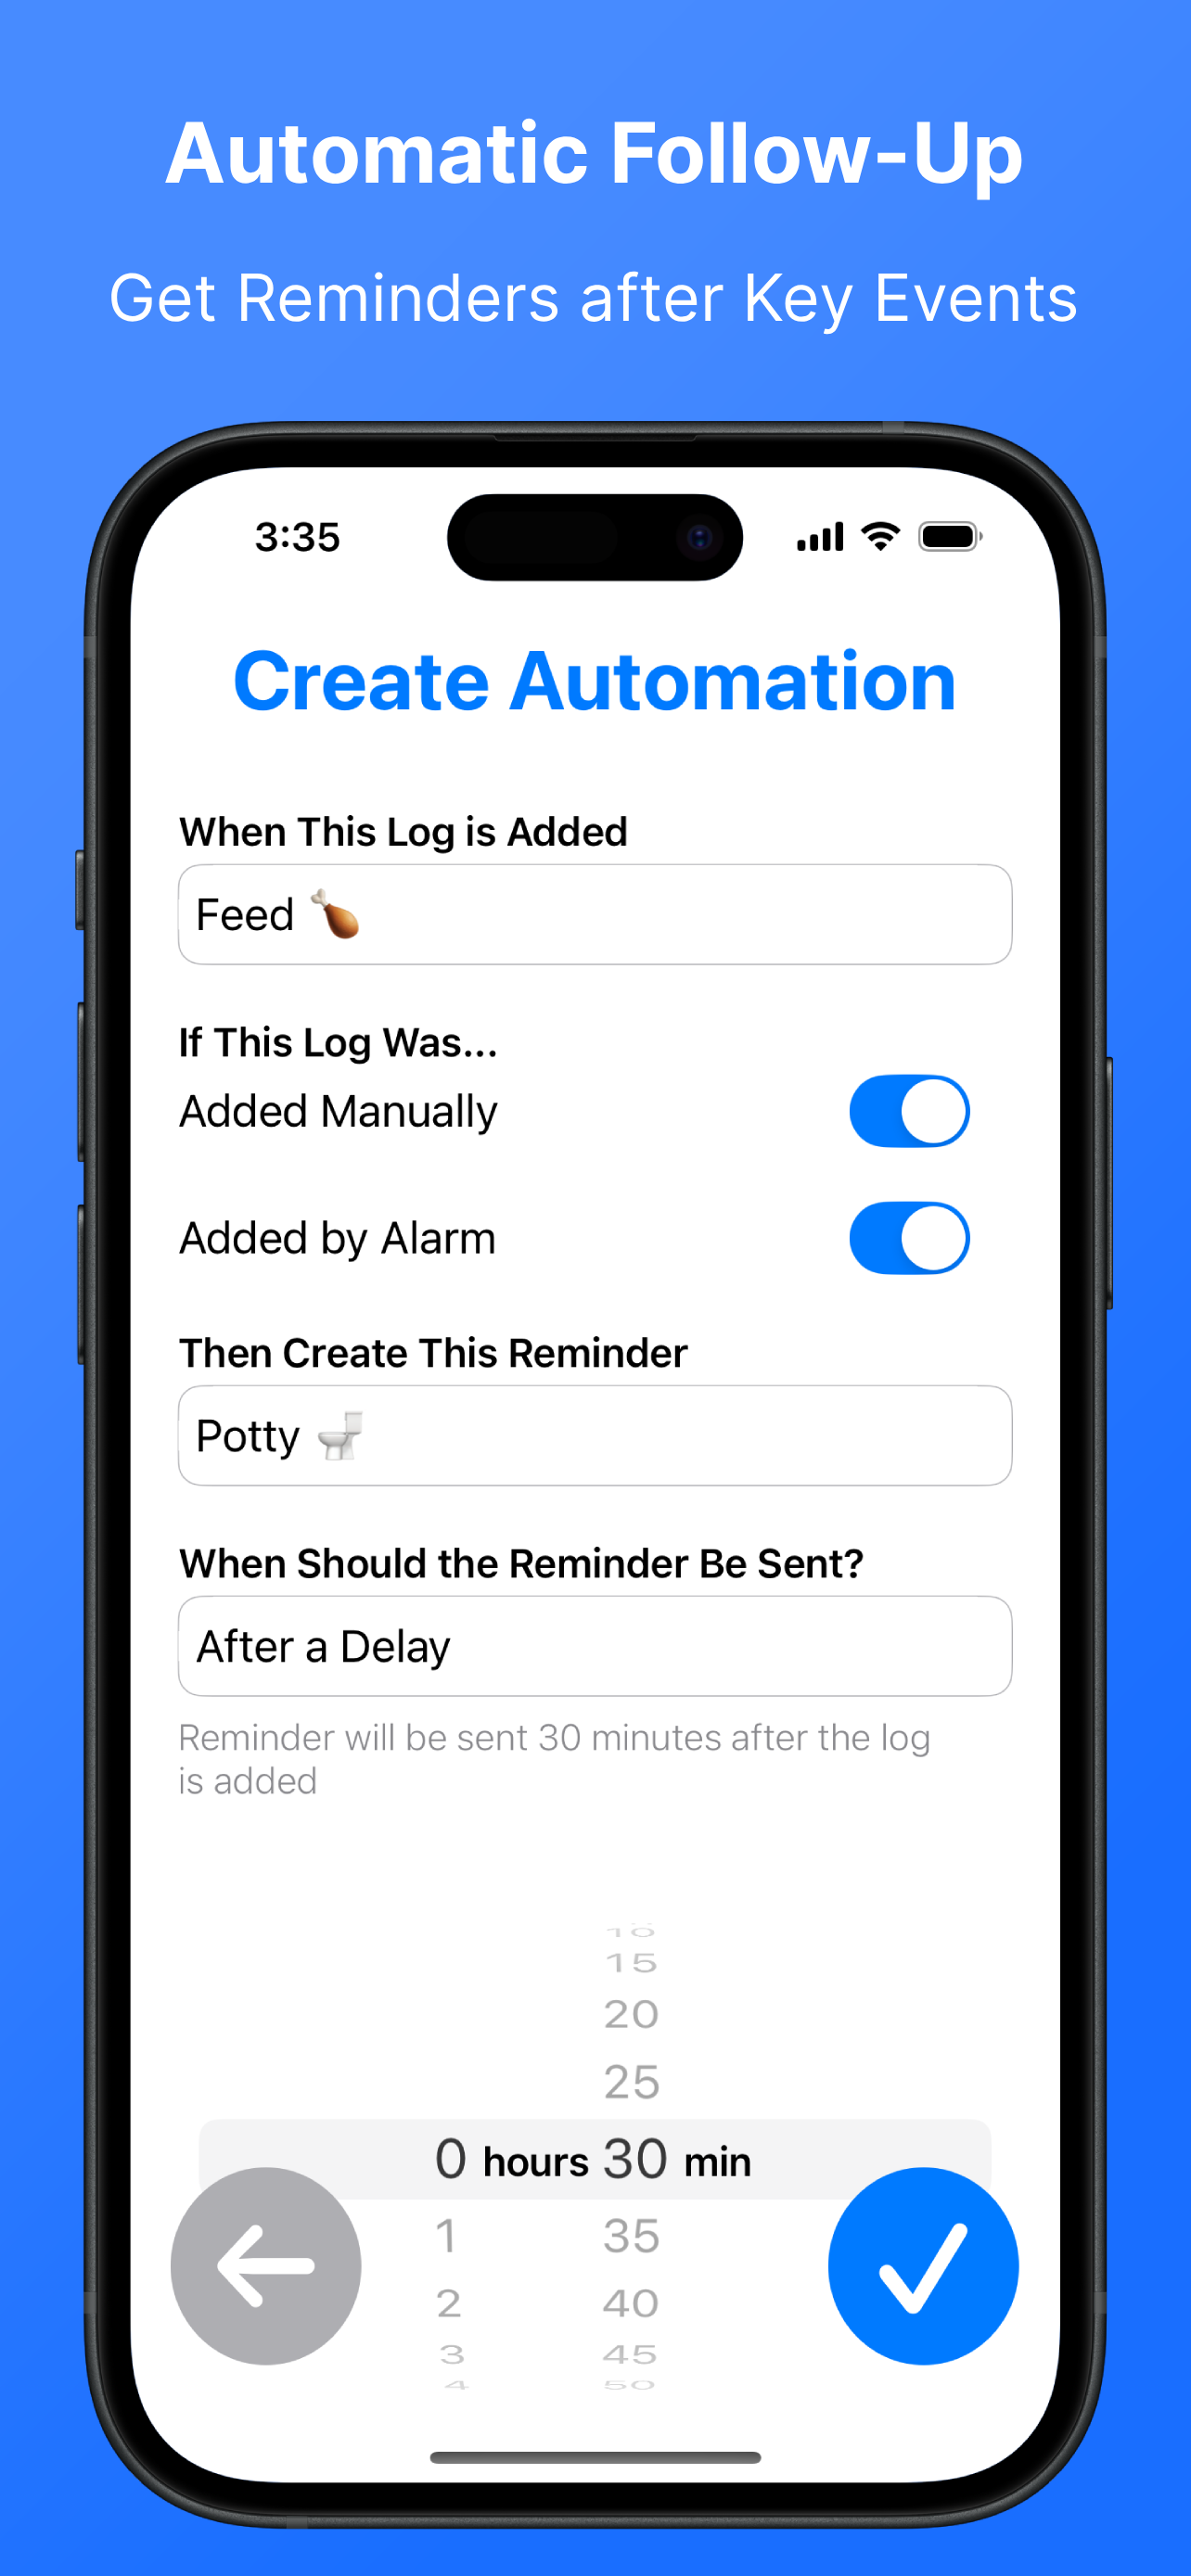 Automatic Follow-Up
Get Reminders after Key Events
3:35
Create Automation
When This Log is Added
Feed 🍗
If This Log Was...
Added Manually
Added by Alarm
Then Create This Reminder
Potty 🚽
When Should the Reminder Be Sent?
After a Delay
Reminder will be sent 30 minutes after the log
is added
10
15
20
25
0 hours 30 min
1 35
2 40
3 45
4 50